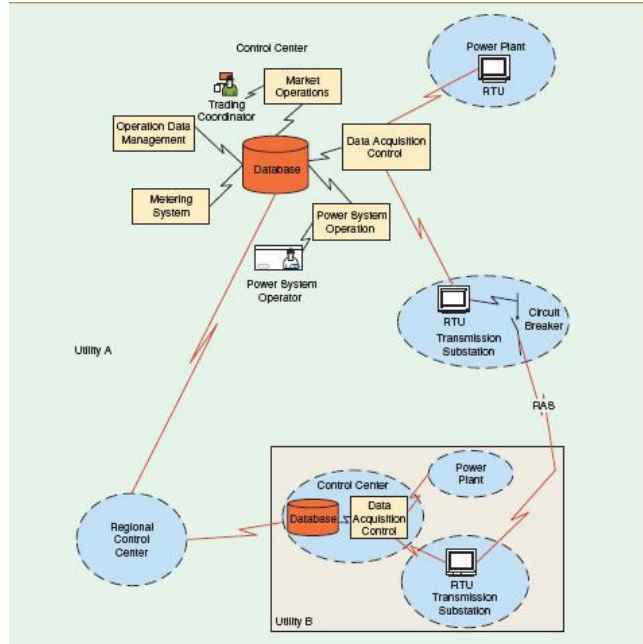 Control Center
Power Plant
RTU
Trading
Coordinator
Market
Operations
Operation Data
Management
Data Acquisition
Control
Database
Metering
System
Power System
Operation
Power System
Operator
RTU
Transmission
Substation
Circuit
Breaker
Utility A
RAS
Control Center
Power
Plant
Database
Data
Acquisition
Control
Regional
Control
Center
RTU
Transmission
Substation
Utility B